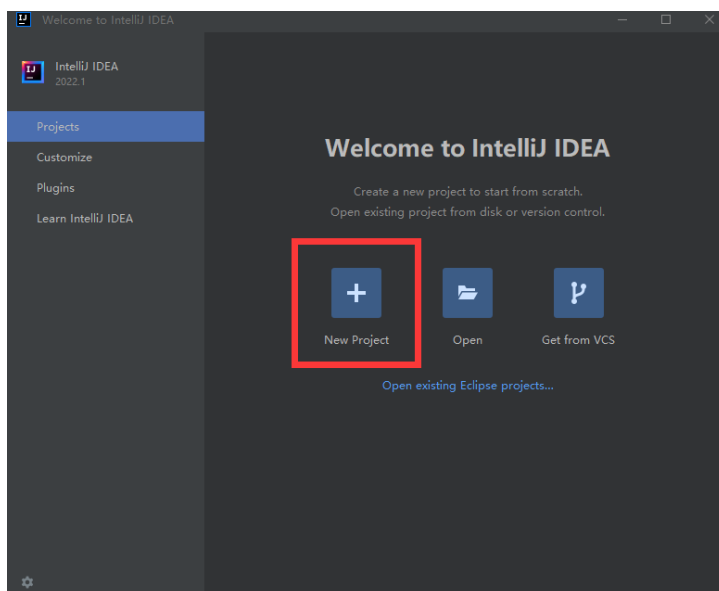 Welcome to IntelliJ IDEA
IntelliJ IDEA
2022.1
Projects
Customize
Plugins
Learn IntelliJ IDEA
Welcome to IntelliJ IDEA
Create a new project to start from scratch.
Open existing project from disk or version control.
New Project
Open
Get from VCS
Open existing Eclipse projects...